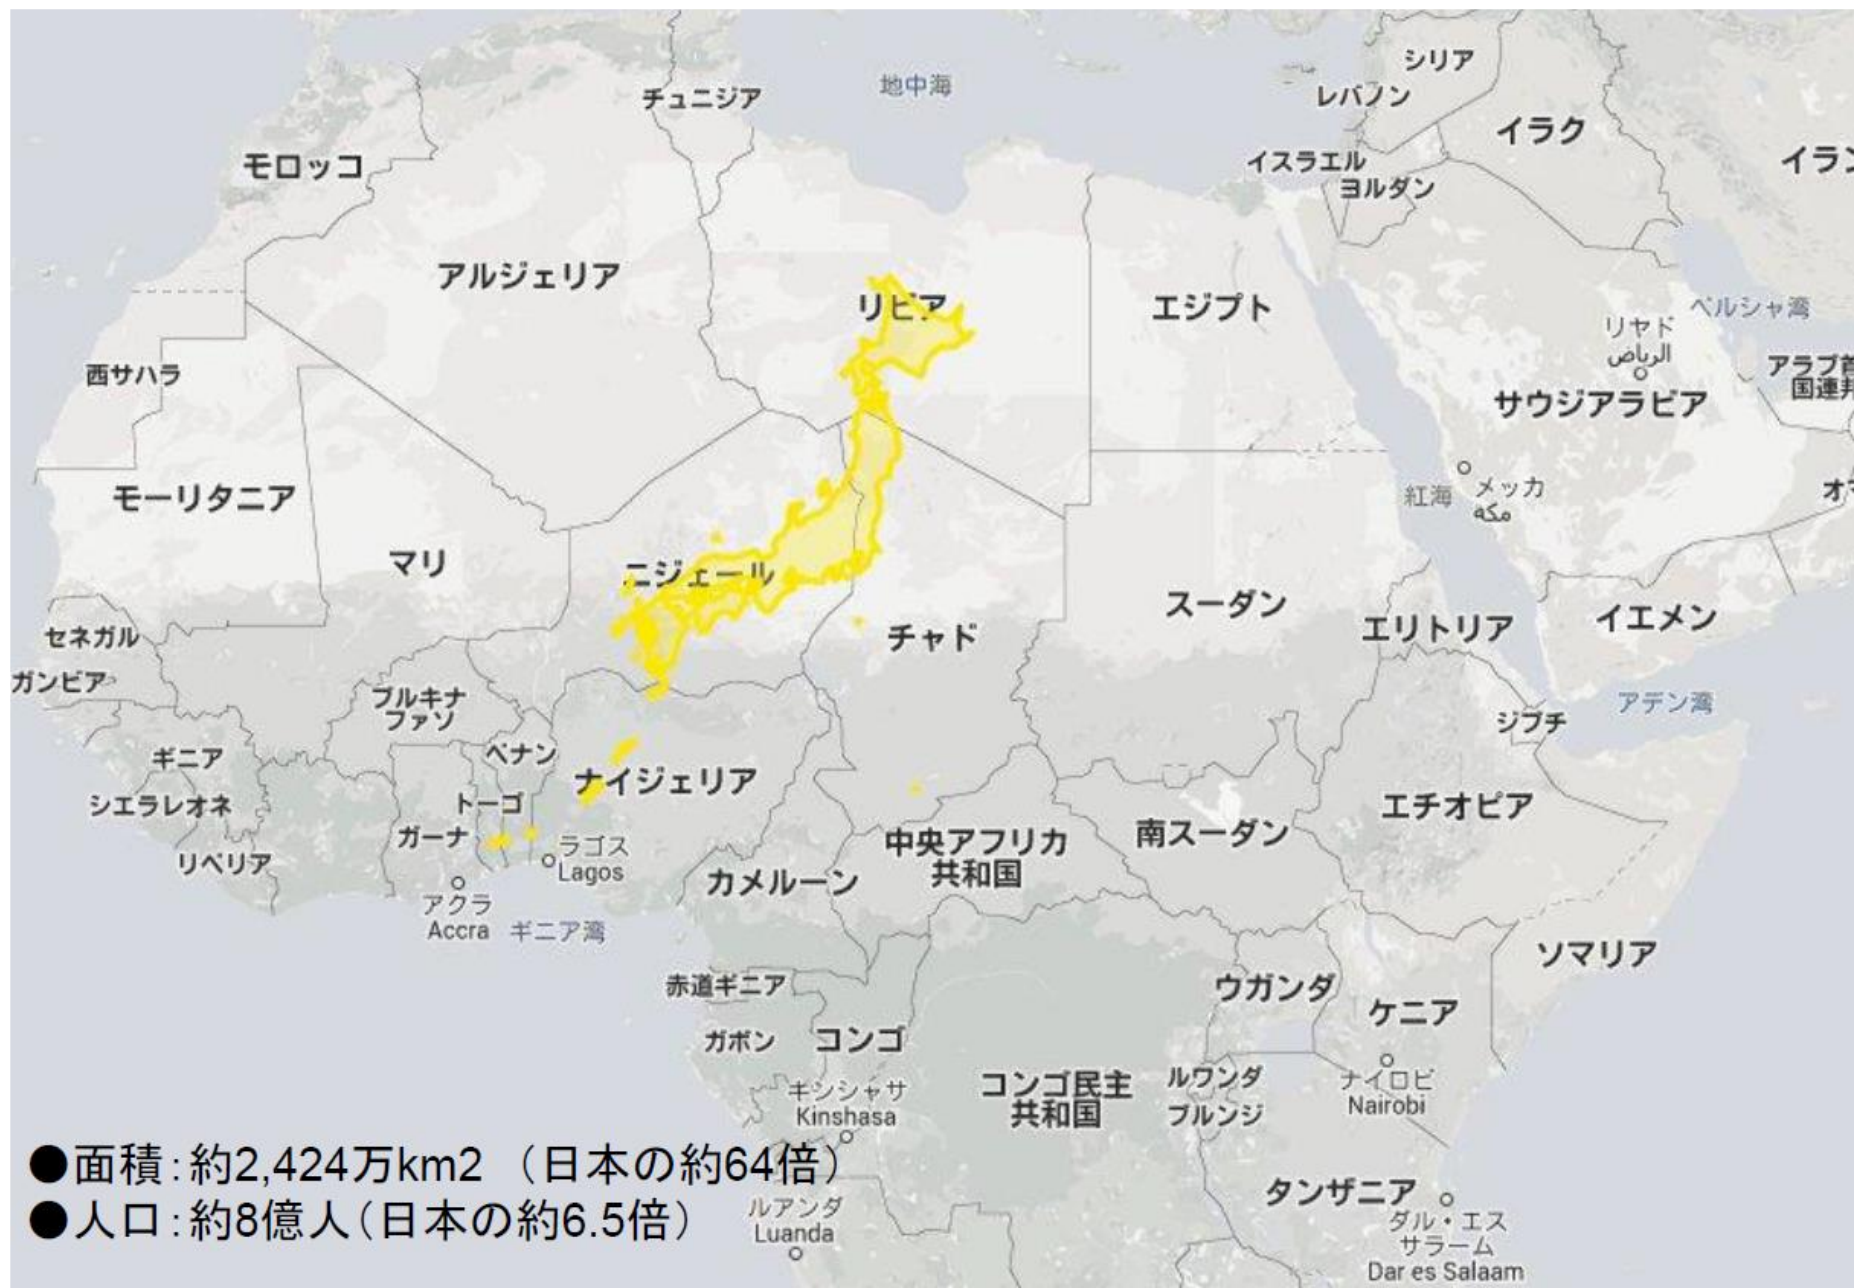 シリア
地中海
レバノン
チュニジア
イラク
イスラエル
モロッコ
イラン
ヨルダン
アルジェリア
リビア
エジプト
ペルシャ湾
リヤド
الرياض
西サハラ
アラブ首
国連邦
サウジアラビア
モーリタニア
紅海
メッカ
مكة
オマ
マリ
ニジェール
スーダン
イエメン
エリトリア
セネガル
チャド
ガンビア
ブルキナ
ファソ
アデン湾
ジブチ
ギニア
ベナン
ナイジェリア
シエラレオネ
トーゴ
エチオピア
ガーナ
南スーダン
中央アフリカ
共和国
リベリア
ラゴス
Lagos
カメルーン
アクラ
Accra
ギニア湾
ソマリア
赤道ギニア
ウガンダ
ケニア
ガボン
コンゴ
コンゴ民主
共和国
ルワンダ
ブルンジ
キンシャサ
Kinshasa
ナイロビ
Nairobi
●面積:約2,424万km2 (日本の約64倍)
●人口:約8億人(日本の約6.5倍)
ルアンダ
Luanda
タンザニア
ダル・エス
サラーム
Dar es Salaam